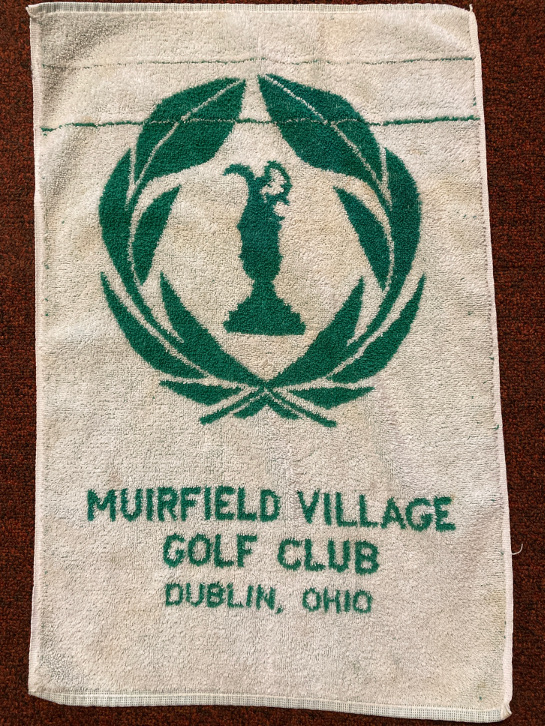 MUIRFIELD VILLAGE
GOLF CLUB
DUBLIN, OHIO